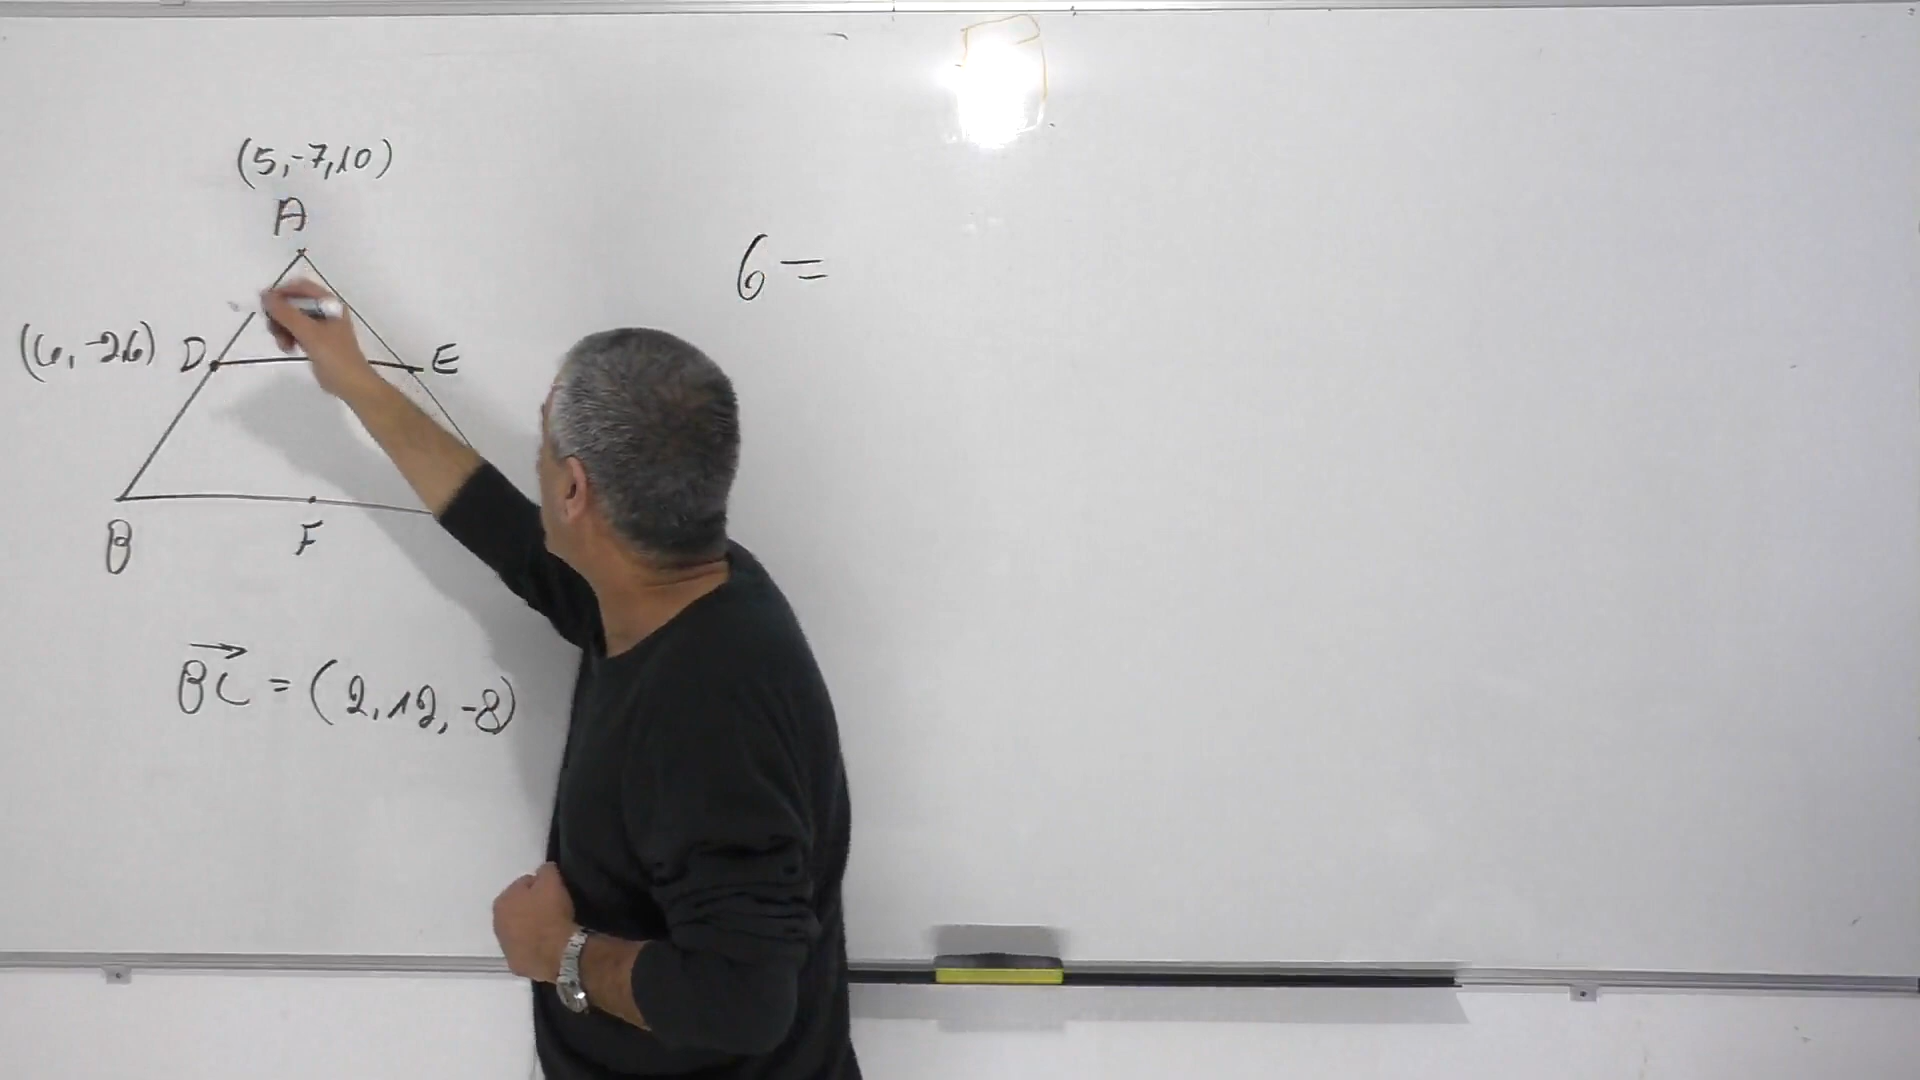 (5,-7,10)
A
6 =
(6, -2,6) D E
B F
BC = (2,12,-8)